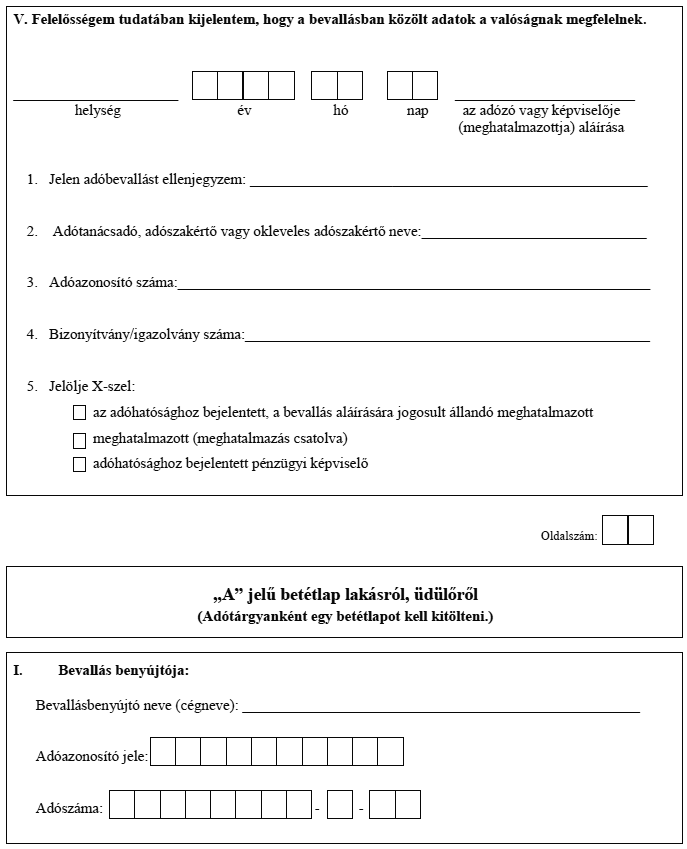 V. Felelősségem tudatában kijelentem, hogy a bevallásban közölt adatok a valóságnak megfelelnek.
helység év hó nap az adózó vagy képviselője
(meghatalmazottja) aláírása
1. Jelen adóbevallást ellenjegyzem:
2. Adótanácsadó, adószakértő vagy okleveles adószakértő neve:
3. Adóazonosító száma:
4. Bizonyítvány/igazolvány száma:
5. Jelölje X-szel:
az adóhatósághoz bejelentett, a bevallás aláírására jogosult állandó meghatalmazott
meghatalmazott (meghatalmazás csatolva)
adóhatósághoz bejelentett pénzügyi képviselő
Oldalszám:
„A” jelű betétlap lakásról, üdülőről
(Adótárgyanként egy betétlapot kell kitölteni.)
I. Bevallás benyújtója:
Bevallásbenyújtó neve (cégneve):
Adóazonosító jele:
Adószáma: - -